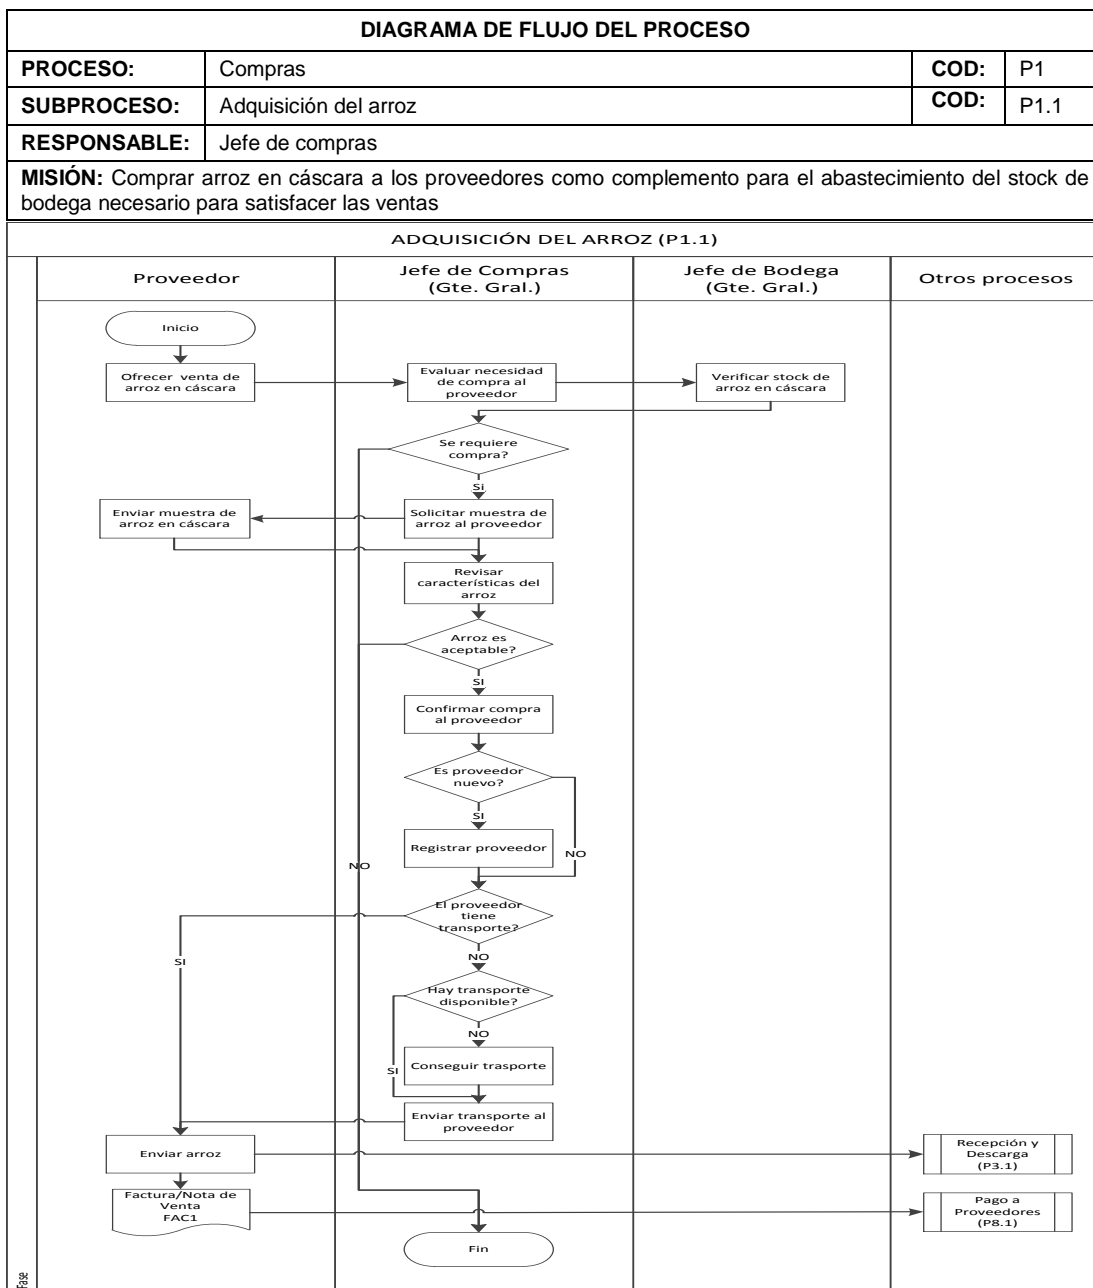 DIAGRAMA DE FLUJO DEL PROCESO
PROCESO: Compras COD: P1
SUBPROCESO: Adquisición del arroz COD: P1.1
RESPONSABLE: Jefe de compras
MISIÓN: Comprar arroz en cáscara a los proveedores como complemento para el abastecimiento del stock de
bodega necesario para satisfacer las ventas
ADQUISICIÓN DEL ARROZ (P1.1)
Proveedor
Jefe de Compras
(Gte. Gral.)
Jefe de Bodega
(Gte. Gral.)
Otros procesos
Inicio
Ofrecer venta de
arroz en cáscara
Evaluar necesidad
de compra al
proveedor
Verificar stock de
arroz en cáscara
Se requiere
compra?
Si
Enviar muestra de
arroz en cáscara
Solicitar muestra de
arroz al proveedor
Revisar
características del
arroz
Arroz es
aceptable?
SI
Confirmar compra
al proveedor
Es proveedor
nuevo?
SI
Registrar proveedor
NO
NO
El proveedor
tiene
transporte?
SI
NO
Hay transporte
disponible?
NO
SI
Conseguir trasporte
Enviar transporte al
proveedor
Enviar arroz
Recepción y
Descarga
(P3.1)
Factura/Nota de
Venta
FAC1
Pago a
Proveedores
(P8.1)
Fin
Fase